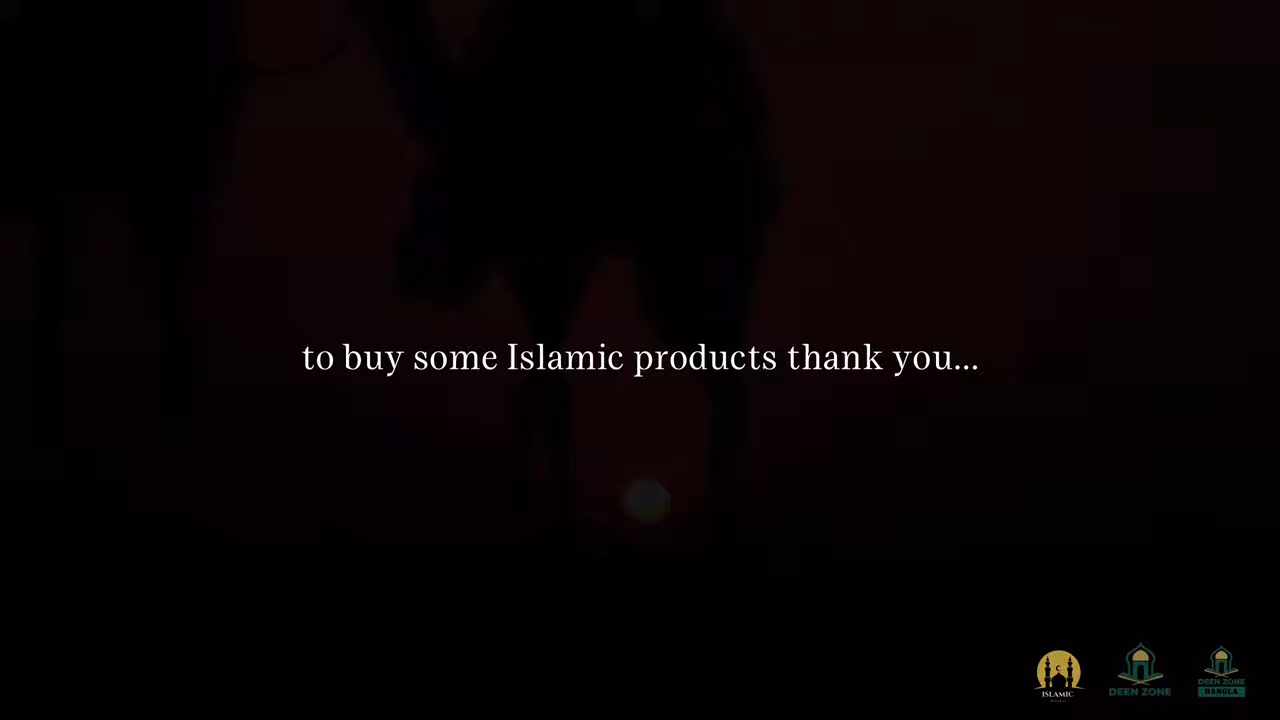 to buy some Islamic products thank you...
ISLAMIC
DEEN ZONE
DEEN ZONE
BANGLA